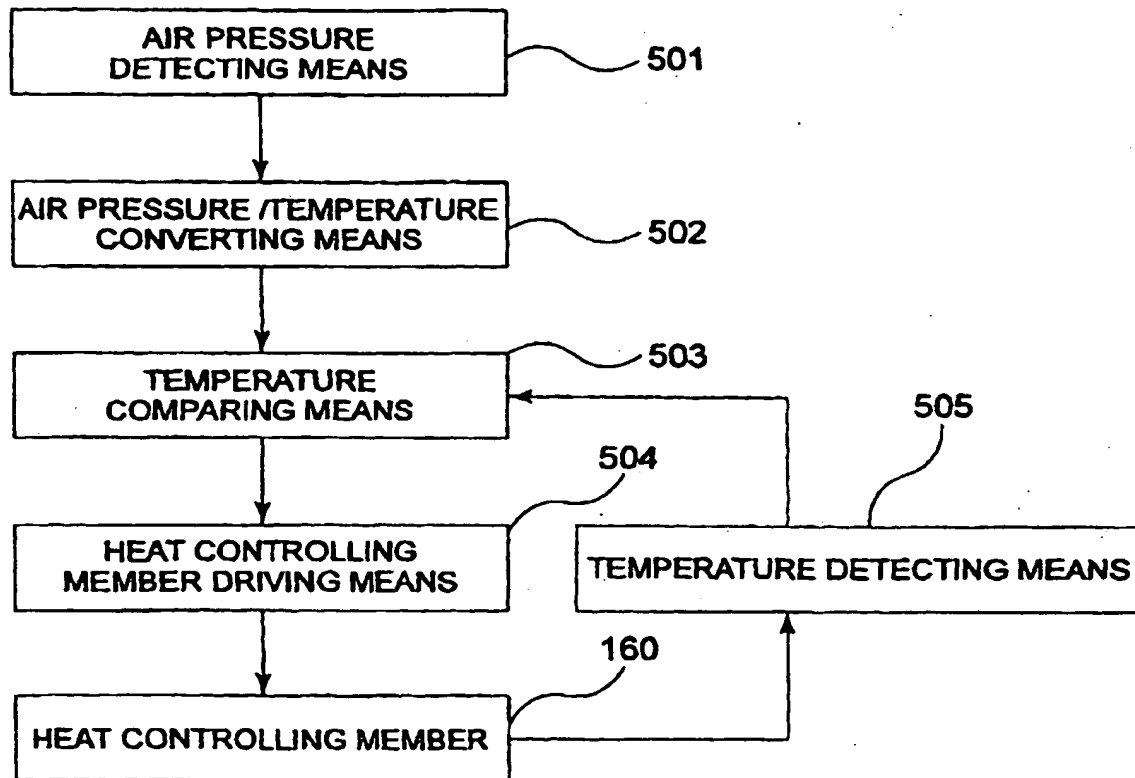 AIR PRESSURE
DETECTING MEANS
501
AIR PRESSURE /TEMPERATURE
CONVERTING MEANS
502
TEMPERATURE
COMPARING MEANS
503
505
504
HEAT CONTROLLING
MEMBER DRIVING MEANS
TEMPERATURE DETECTING MEANS
160
HEAT CONTROLLING MEMBER